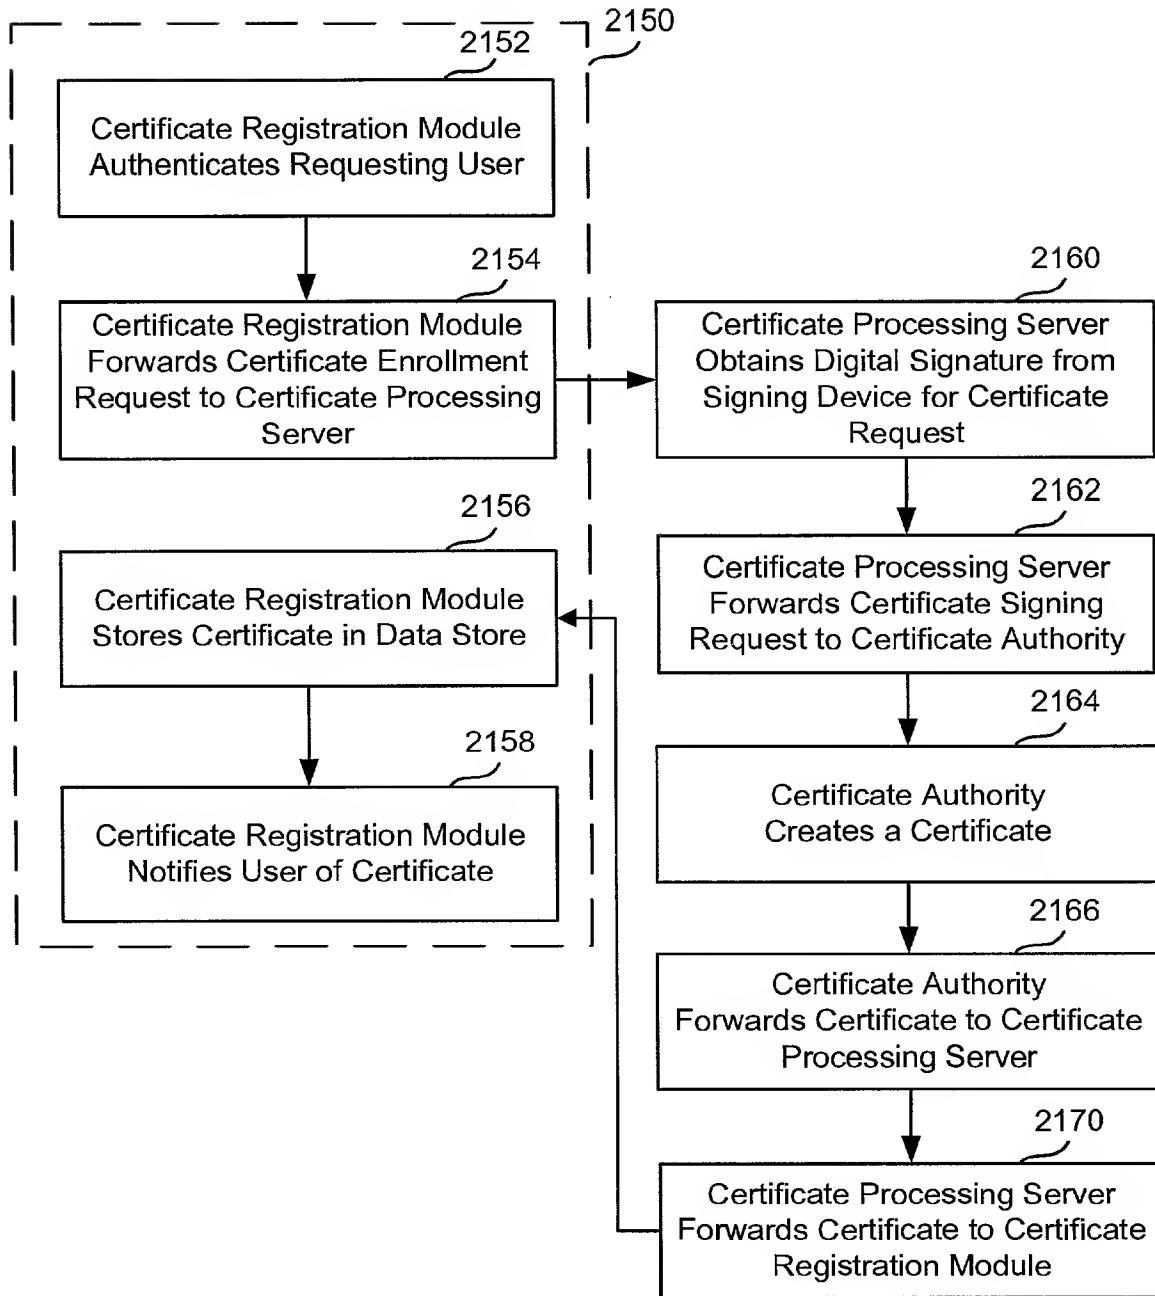 2150
2152
Certificate Registration Module
Authenticates Requesting User
2154
Certificate Registration Module
Forwards Certificate Enrollment
Request to Certificate Processing
Server
2156
Certificate Registration Module
Stores Certificate in Data Store
2158
Certificate Registration Module
Notifies User of Certificate
2160
Certificate Processing Server
Obtains Digital Signature from
Signing Device for Certificate
Request
2162
Certificate Processing Server
Forwards Certificate Signing
Request to Certificate Authority
2164
Certificate Authority
Creates a Certificate
2166
Certificate Authority
Forwards Certificate to Certificate
Processing Server
2170
Certificate Processing Server
Forwards Certificate to Certificate
Registration Module